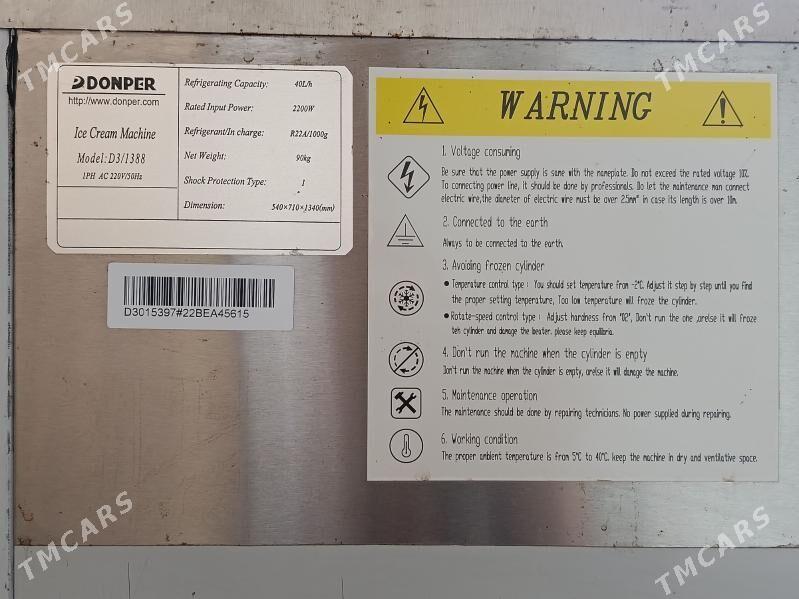 DONPER
http://www.donper.com
Ice Cream Machine
Model: D3/1388
1PH AC 220V/50Hz
Refrigerating Capacity: 40L/h
Rated Input Power: 2200W
Refrigerant/In charge: R22A/1000g
Net Weight: 90kg
Shock Protection Type: I
Dimension: 540×710×1340(mm)
D3015397#22BEA45615
WARNING
1. Voltage consuming
Be sure that the power supply is same with the nameplate. Do not exceed the rated voltage 10%.
To connecting power line, it should be done by professionals. Do let the maintenance man connect
electric wire,the diameter of electric wire must be over 2.5mm² in case its length is over 10m.
2. Connected to the earth
Always to be connected to the earth.
3. Avoiding frozen cylinder
● Temperature control type : You should set temperature from -2℃. Adjust it step by step until you find
the proper setting temperature, Too low temperature will froze the cylinder.
● Rotate-speed control type : Adjust hardness from "02", Don't run the one ,orelse it will froze
teh cylinder and damage the beater. please keep equilibria.
4. Don't run the machine when the cylinder is empty
Don't run the machine when the cylinder is empty, orelse it will damage the machine.
5. Maintenance operation
The maintenance should be done by repairing technicians. No power supplied during repairing.
6. Working condition
The proper ambient temperature is from 5℃ to 40℃. keep the machine in dry and ventilative space.
TMCARS
TMCARS
TMCARS
TMCARS